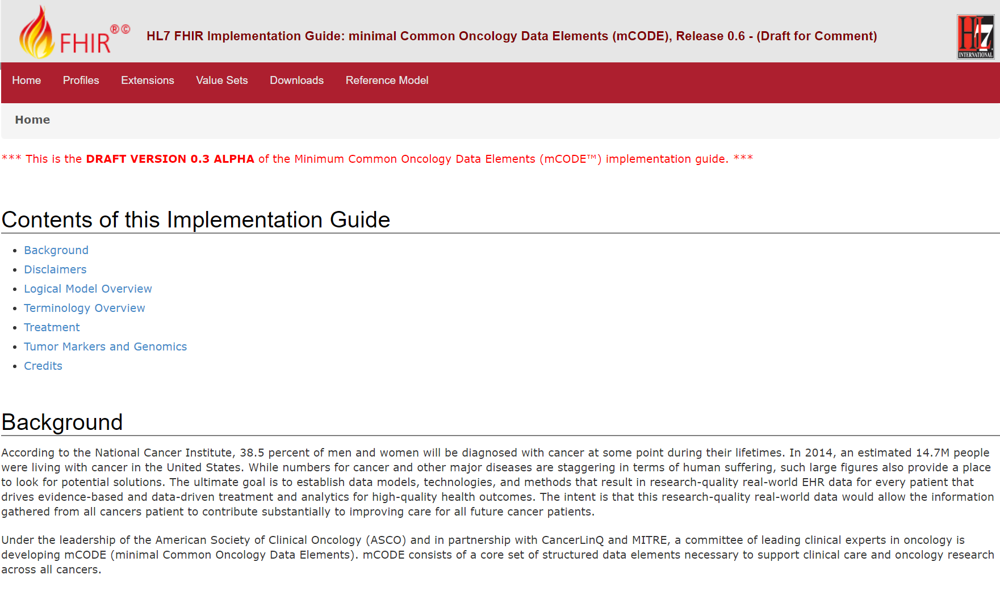 FHIR®©
HL7 FHIR Implementation Guide: minimal Common Oncology Data Elements (mCODE), Release 0.6 - (Draft for Comment)
HL7.
INTERNATIONAL
Home Profiles Extensions Value Sets Downloads Reference Model
Home
*** This is the DRAFT VERSION 0.3 ALPHA of the Minimum Common Oncology Data Elements (mCODE™) implementation guide. ***
Contents of this Implementation Guide
• Background
• Disclaimers
• Logical Model Overview
• Terminology Overview
• Treatment
• Tumor Markers and Genomics
• Credits
Background
According to the National Cancer Institute, 38.5 percent of men and women will be diagnosed with cancer at some point during their lifetimes. In 2014, an estimated 14.7M people
were living with cancer in the United States. While numbers for cancer and other major diseases are staggering in terms of human suffering, such large figures also provide a place
to look for potential solutions. The ultimate goal is to establish data models, technologies, and methods that result in research-quality real-world EHR data for every patient that
drives evidence-based and data-driven treatment and analytics for high-quality health outcomes. The intent is that this research-quality real-world data would allow the information
gathered from all cancers patient to contribute substantially to improving care for all future cancer patients.
Under the leadership of the American Society of Clinical Oncology (ASCO) and in partnership with CancerLinQ and MITRE, a committee of leading clinical experts in oncology is
developing mCODE (minimal Common Oncology Data Elements). mCODE consists of a core set of structured data elements necessary to support clinical care and oncology research
across all cancers.